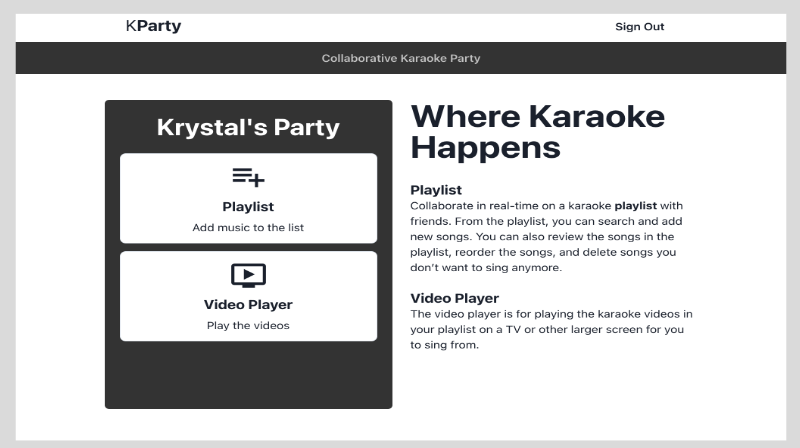 KParty
Sign Out
Collaborative Karaoke Party
Krystal's Party
Playlist
Add music to the list
Video Player
Play the videos
Where Karaoke
Happens
Playlist
Collaborate in real-time on a karaoke playlist with
friends. From the playlist, you can search and add
new songs. You can also review the songs in the
playlist, reorder the songs, and delete songs you
don't want to sing anymore.
Video Player
The video player is for playing the karaoke videos in
your playlist on a TV or other larger screen for you
to sing from.